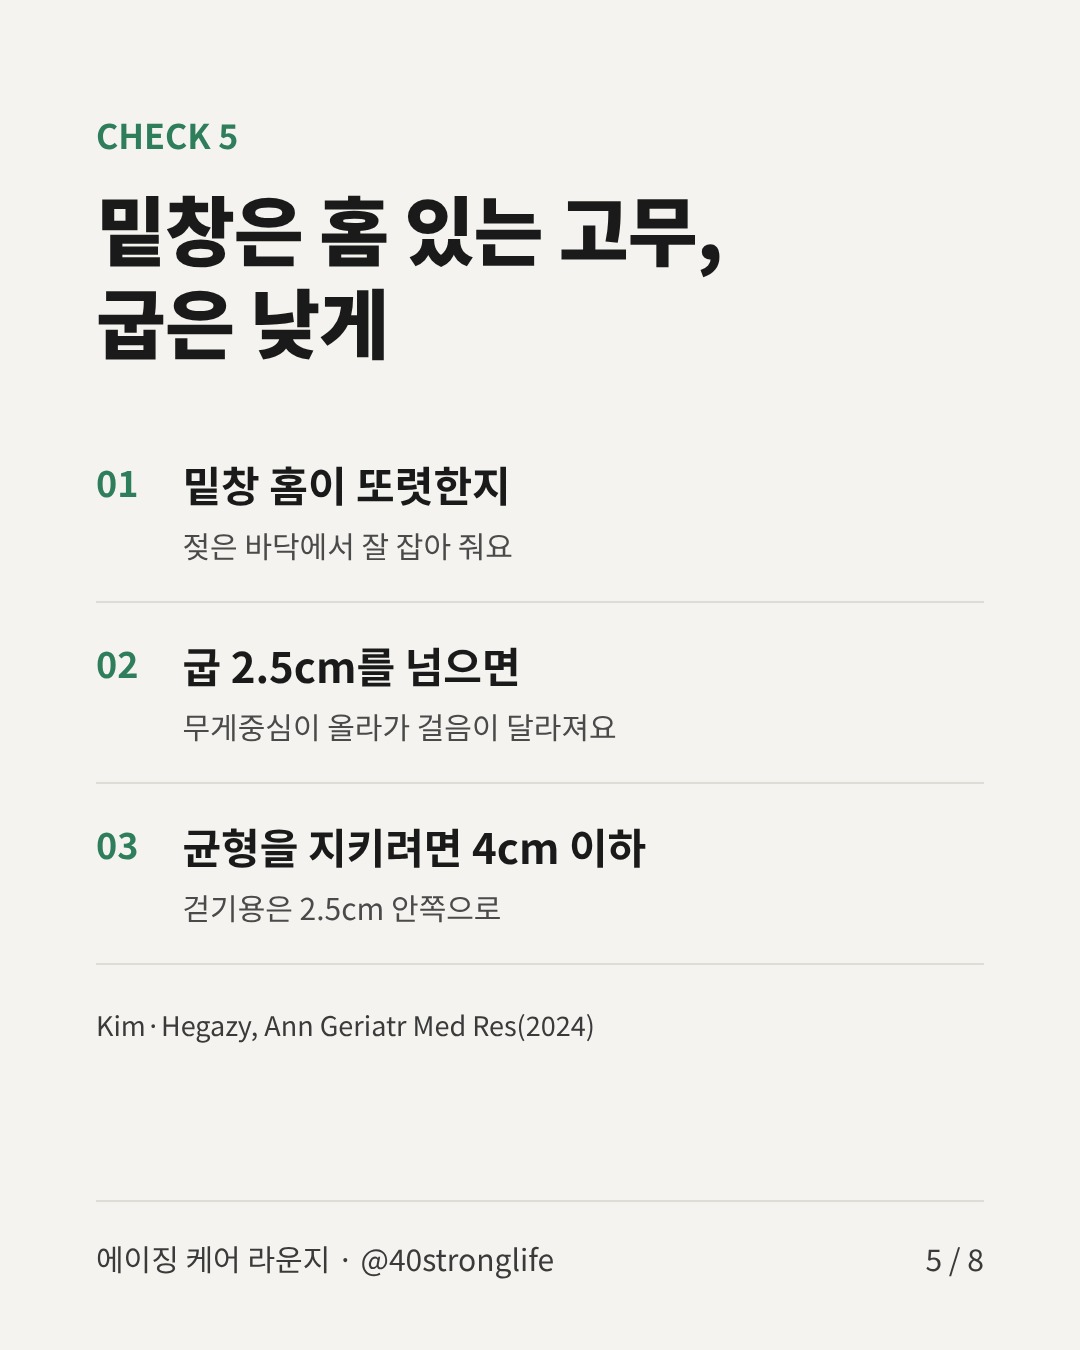 CHECK 5
밑창은 홈 있는 고무,
굽은 낮게
01 밑창 홈이 또렷한지
젖은 바닥에서 잘 잡아 줘요
02 굽 2.5cm를 넘으면
무게중심이 올라가 걸음이 달라져요
03 균형을 지키려면 4cm 이하
걷기용은 2.5cm 안쪽으로
Kim·Hegazy, Ann Geriatr Med Res(2024)
에이징 케어 라운지 · @40stronglife 5 / 8